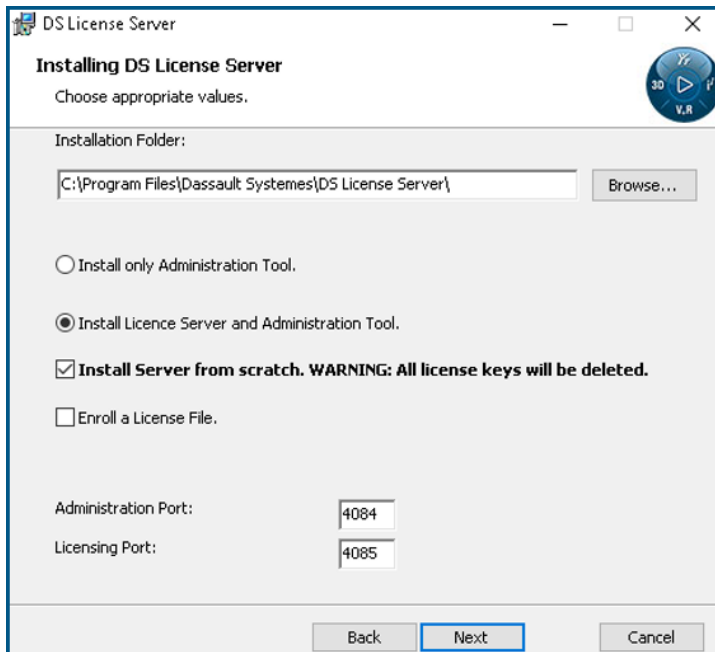 DS License Server
Installing DS License Server
Choose appropriate values.
3D
V,R
Installation Folder:
C:\Program Files\Dassault Systemes\DS License Server\
Browse...
Install only Administration Tool.
Install Licence Server and Administration Tool.
Install Server from scratch. WARNING: All license keys will be deleted.
Enroll a License File.
Administration Port:
4084
Licensing Port:
4085
Back
Next
Cancel